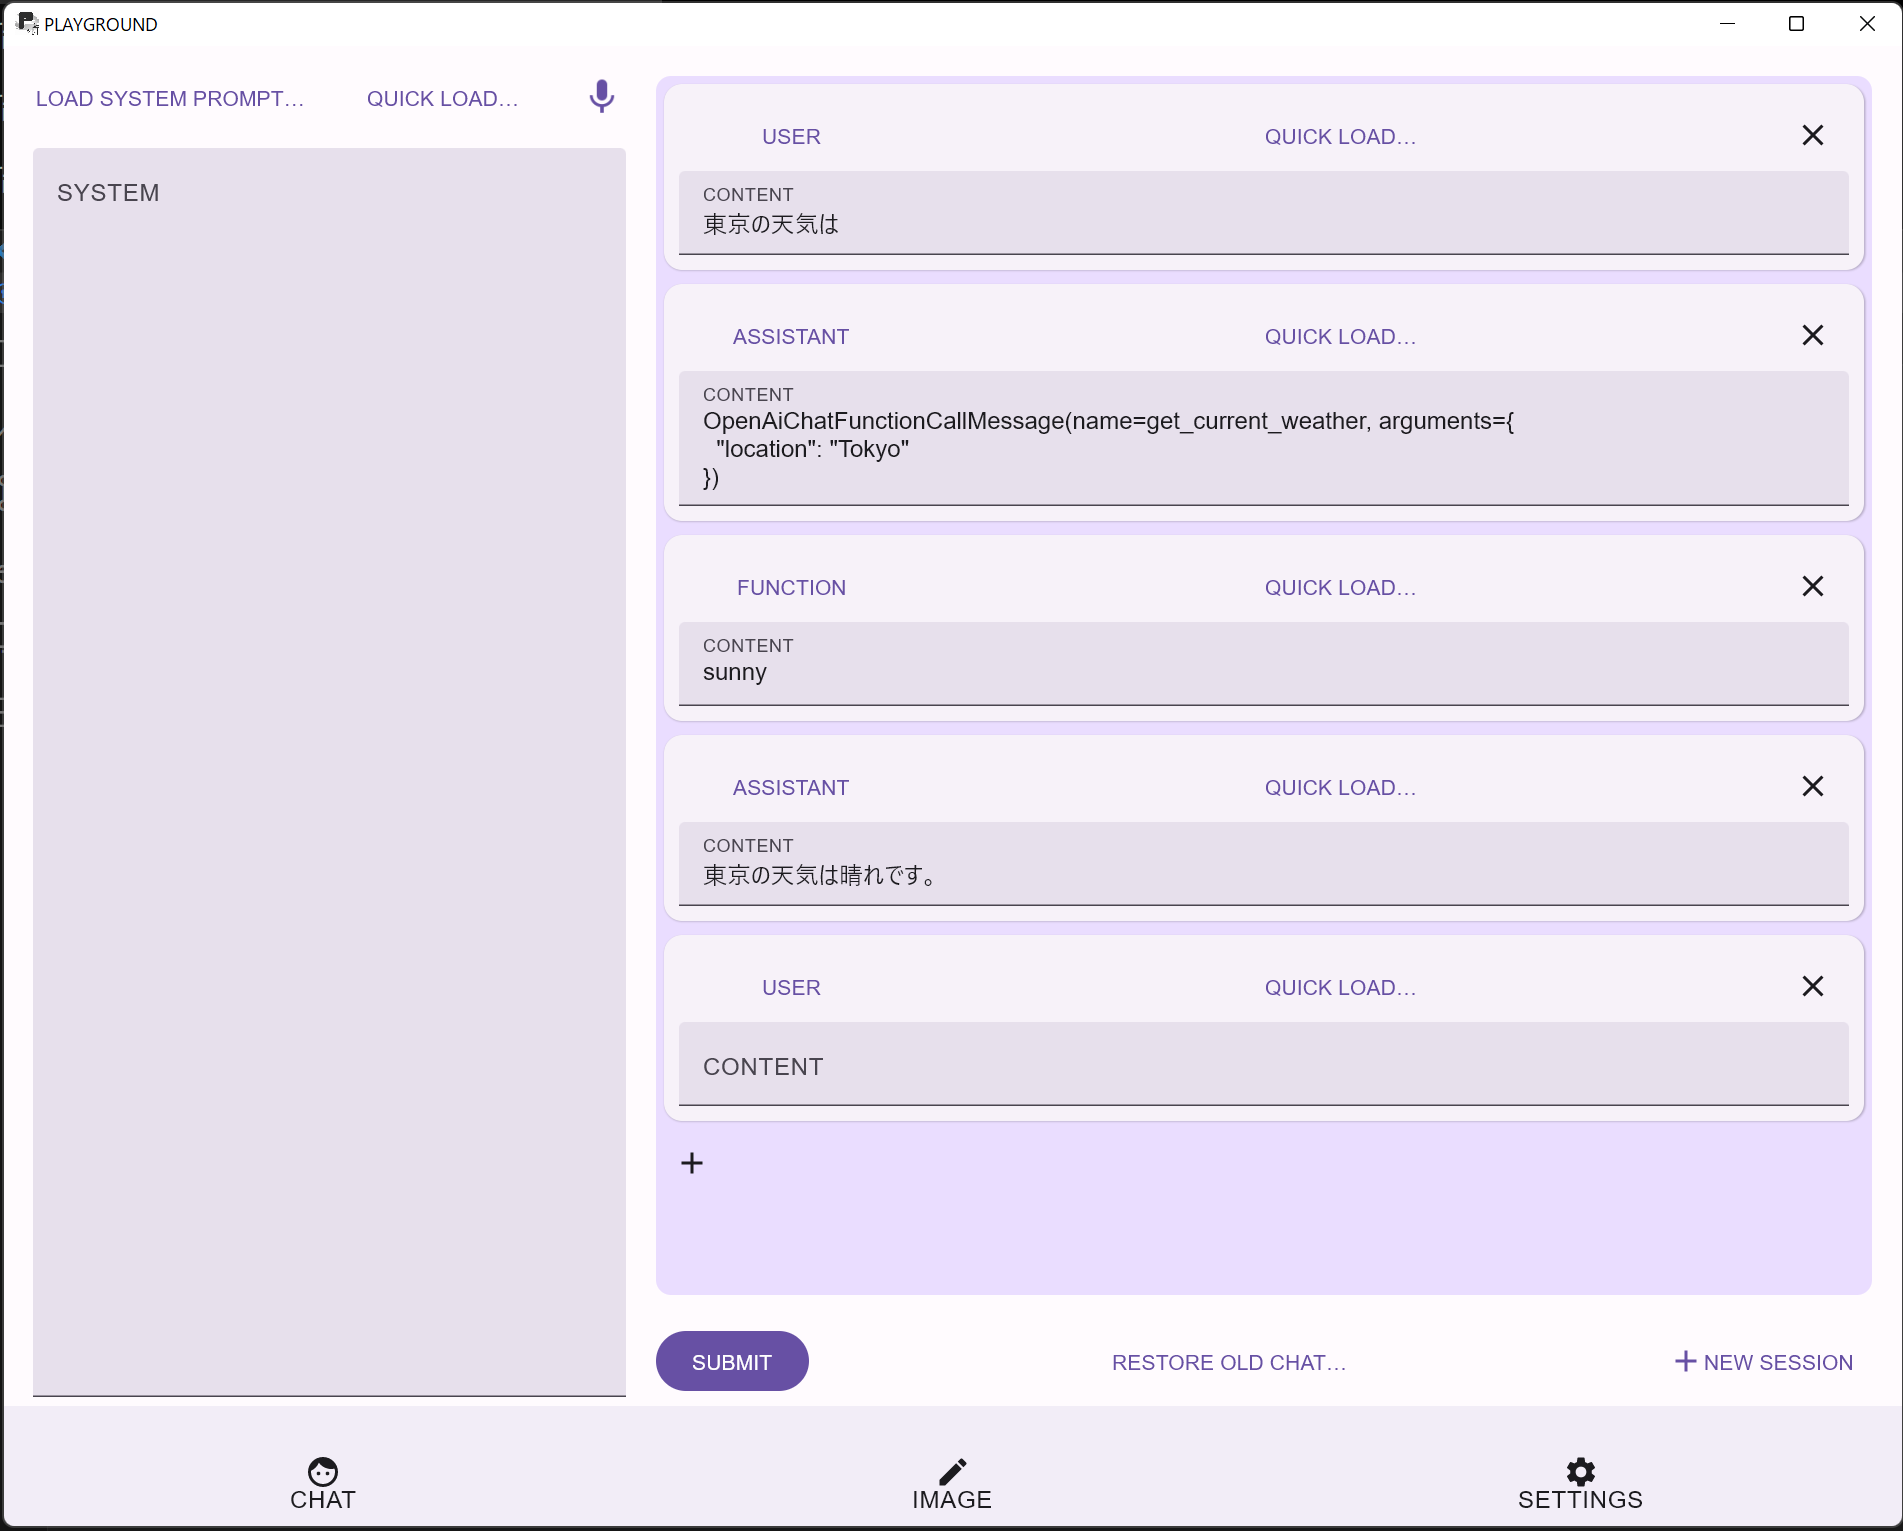 PLAYGROUND
LOAD SYSTEM PROMPT...
QUICK LOAD...
SYSTEM
USER
QUICK LOAD...
CONTENT
東京の天気は
ASSISTANT
QUICK LOAD...
CONTENT
OpenAiChatFunctionCallMessage(name=get_current_weather, arguments={
  "location": "Tokyo"
})
FUNCTION
QUICK LOAD...
CONTENT
sunny
ASSISTANT
QUICK LOAD...
CONTENT
東京の天気は晴れです。
USER
QUICK LOAD...
CONTENT
SUBMIT
RESTORE OLD CHAT...
NEW SESSION
CHAT
IMAGE
SETTINGS